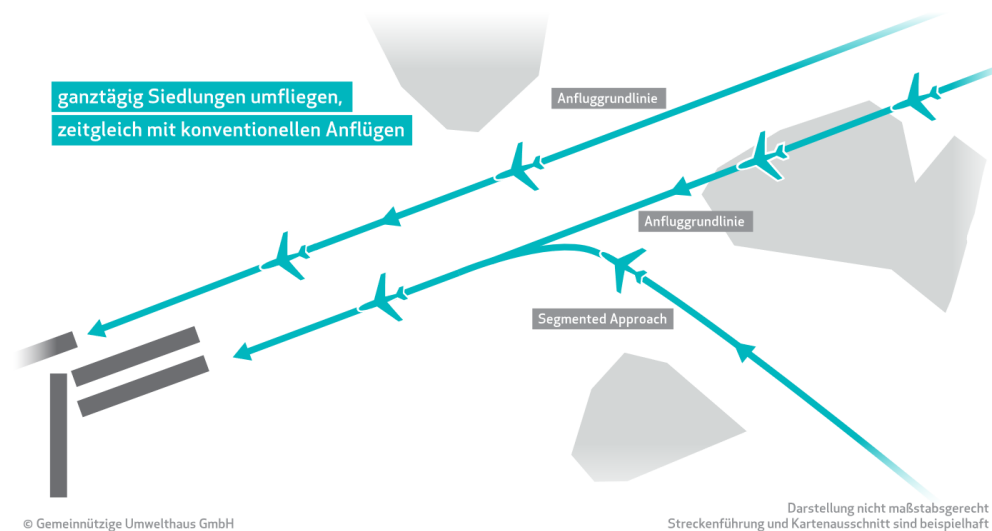 ganztägig Siedlungen umfliegen,
zeitgleich mit konventionellen Anflügen
Anfluggrundlinie
Anfluggrundlinie
Segmented Approach
© Gemeinnützige Umwelthaus GmbH
Darstellung nicht maßstabsgerecht
Streckenführung und Kartenausschnitt sind beispielhaft